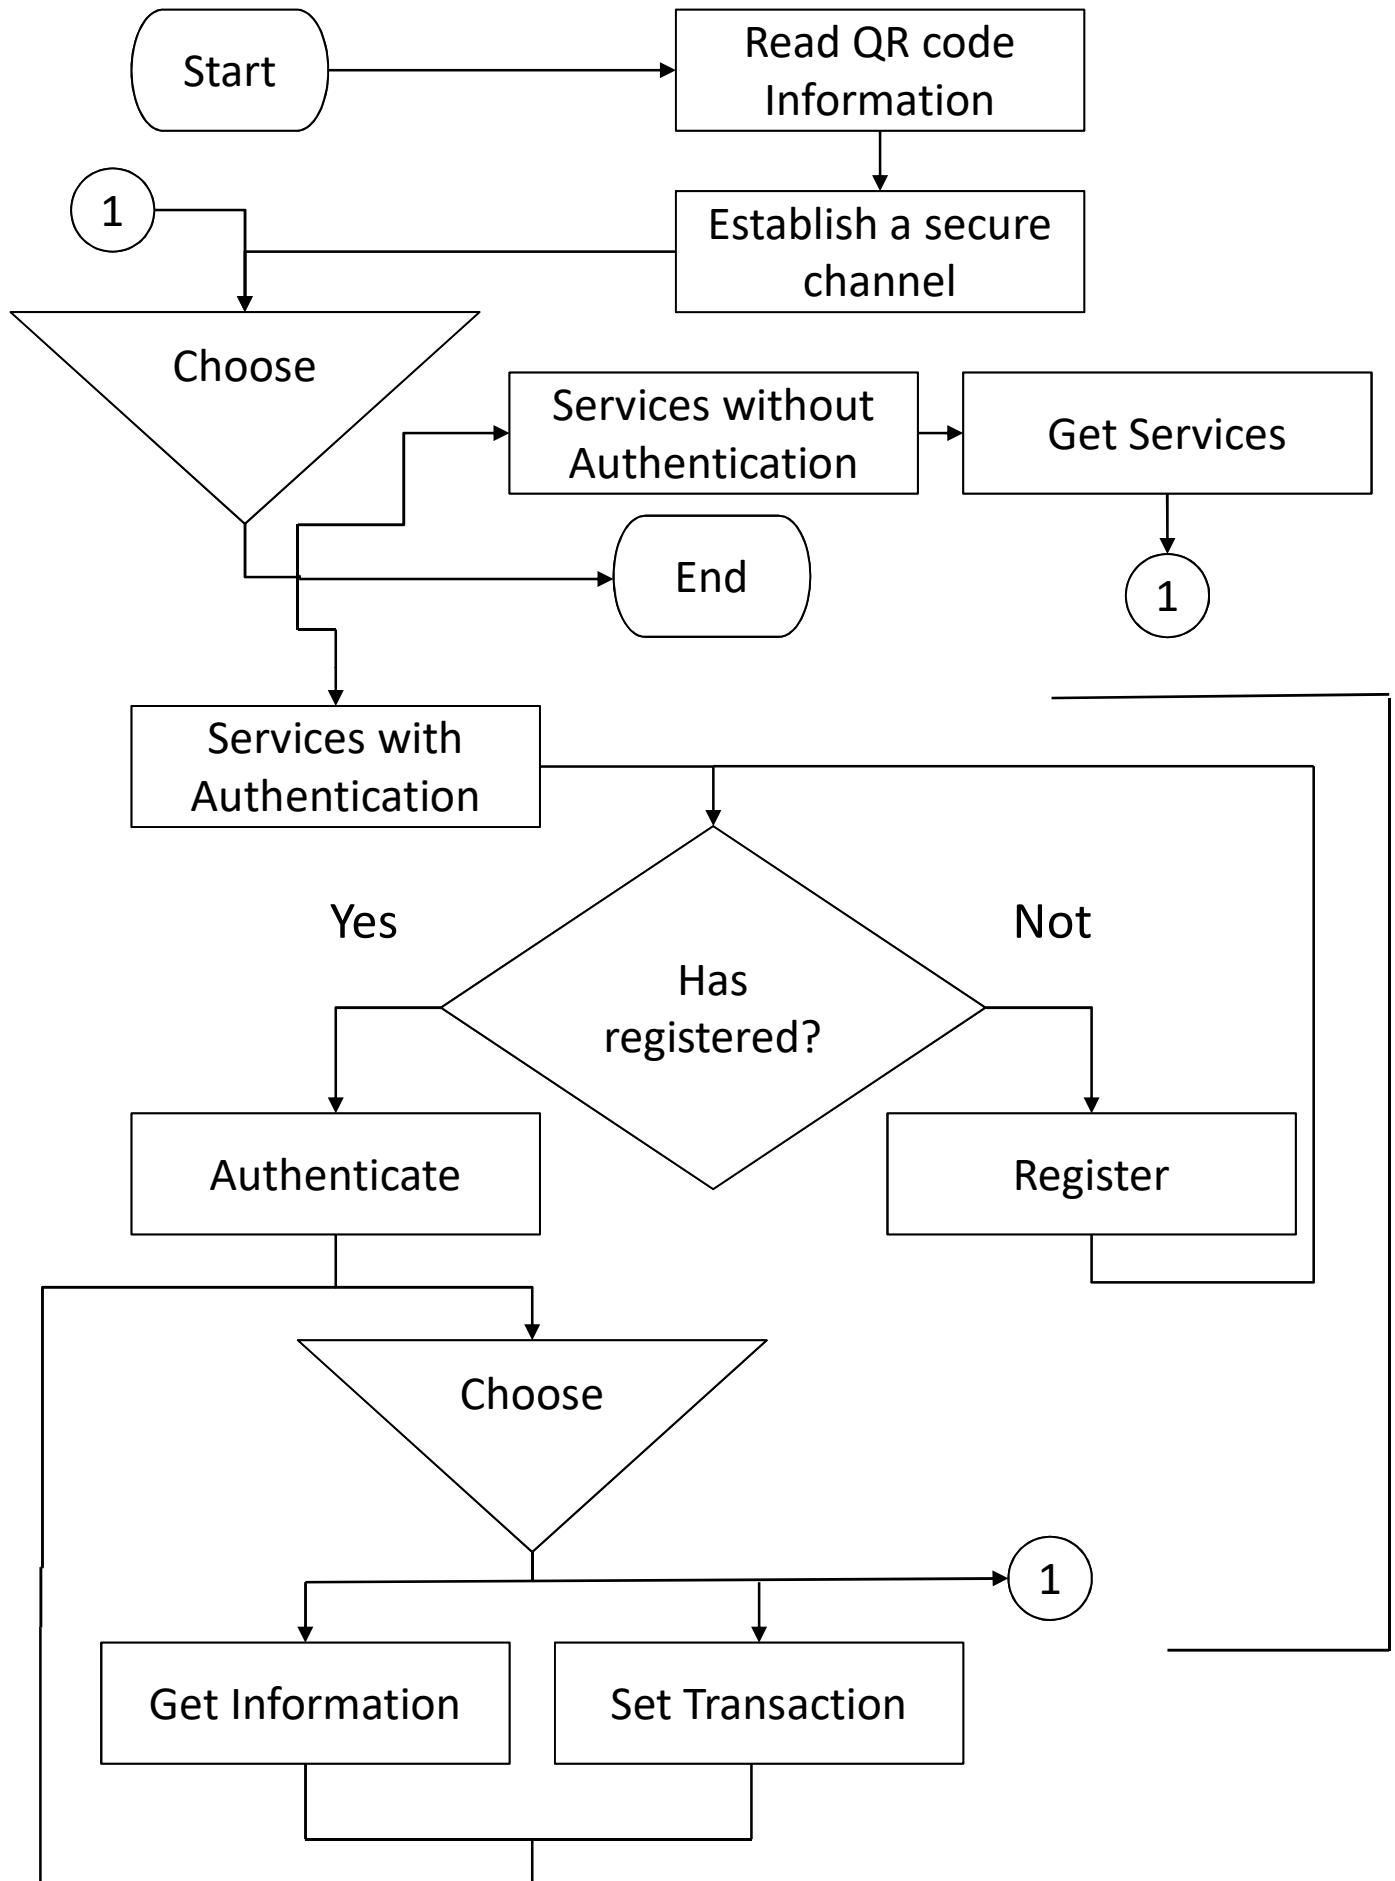 Start
Read QR code
Information
1
Establish a secure
channel
Choose
Services without
Authentication
Get Services
End
1
Services with
Authentication
Yes
Not
Has
registered?
Authenticate
Register
Choose
1
Get Information
Set Transaction